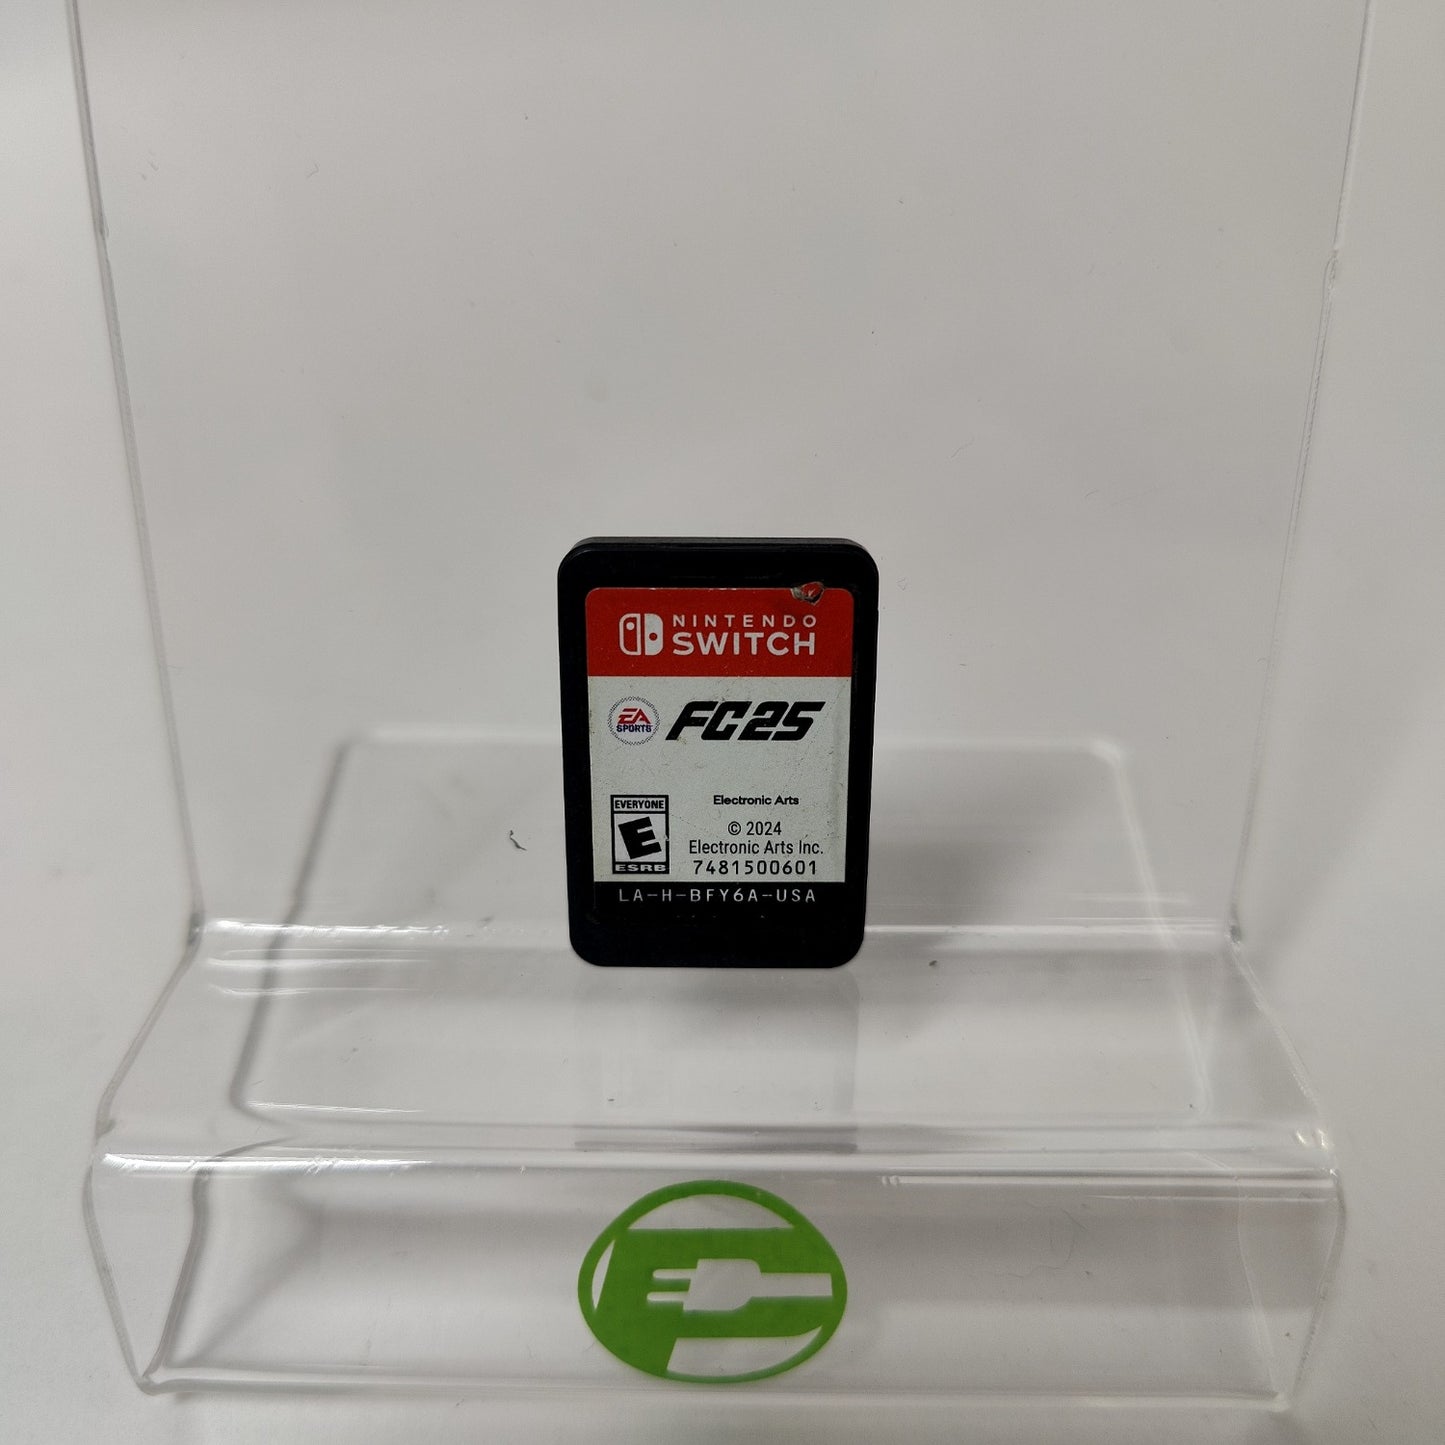 NINTENDO
SWITCH
EA
SPORTS
FC25
EVERYONE
E
ESRB
Electronic Arts
© 2024
Electronic Arts Inc.
7481500601
LA-H-BFY6A-USA